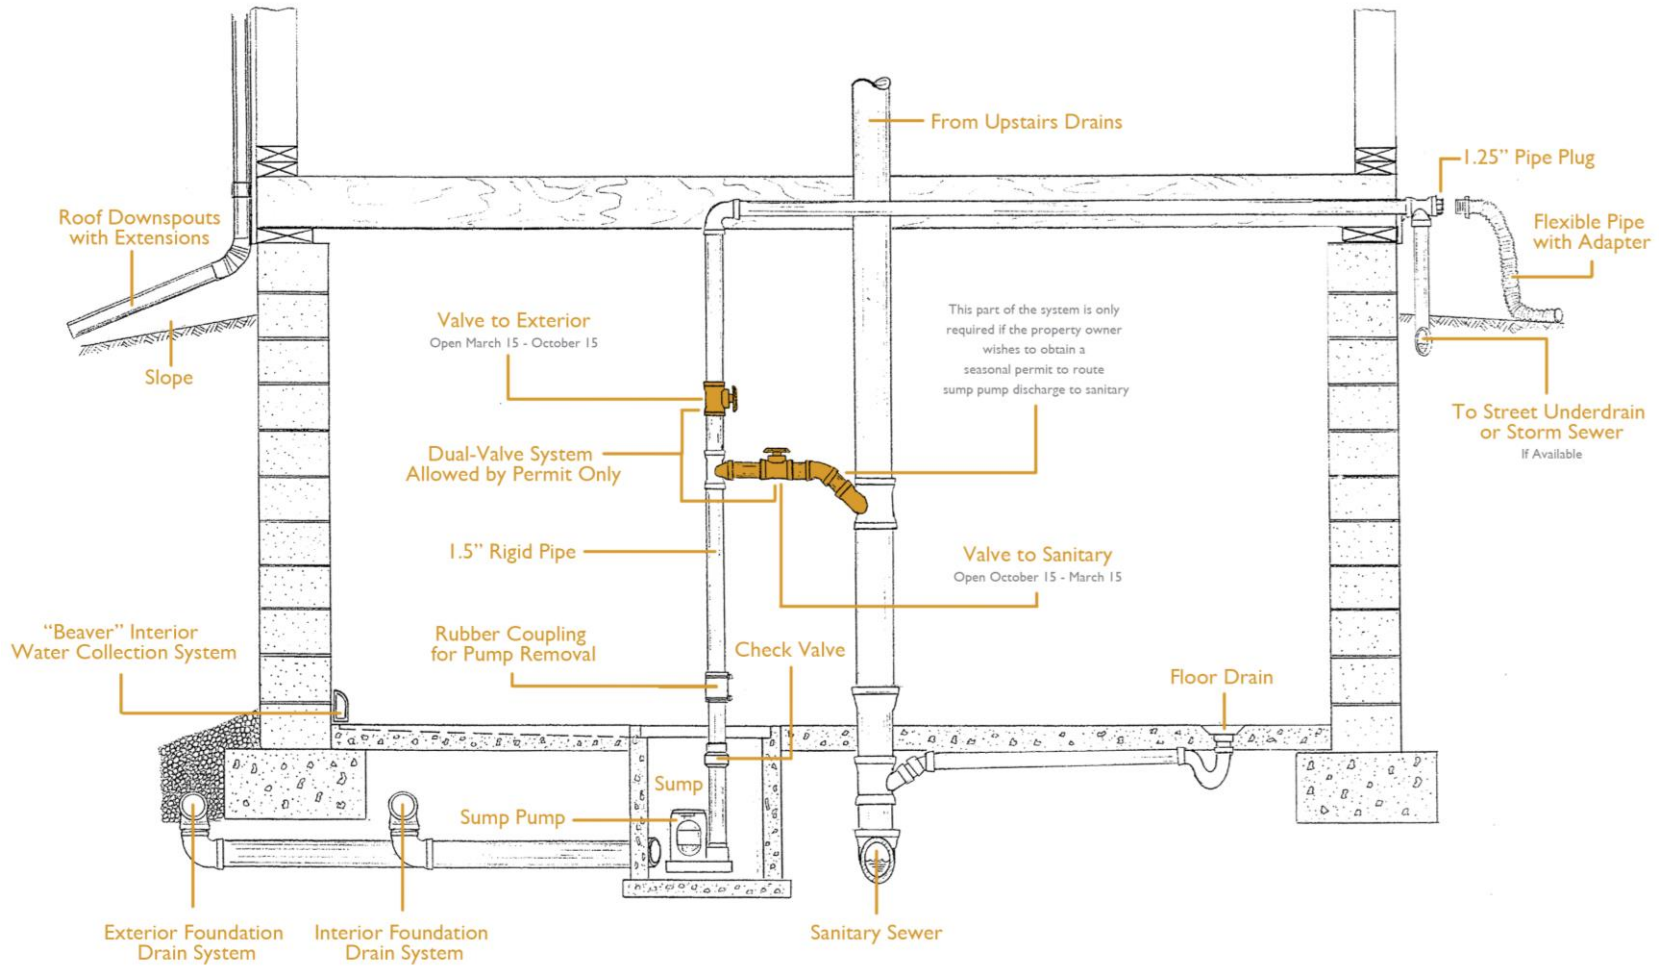 From Upstairs Drains
1.25” Pipe Plug
Roof Downspouts
with Extensions
Flexible Pipe
with Adapter
Slope
Valve to Exterior
Open March 15 - October 15
This part of the system is only
required if the property owner
wishes to obtain a
seasonal permit to route
sump pump discharge to sanitary
To Street Underdrain
or Storm Sewer
If Available
Dual-Valve System
Allowed by Permit Only
1.5” Rigid Pipe
Valve to Sanitary
Open October 15 - March 15
“Beaver” Interior
Water Collection System
Rubber Coupling
for Pump Removal
Check Valve
Floor Drain
Sump
Sump Pump
Exterior Foundation
Drain System
Interior Foundation
Drain System
Sanitary Sewer